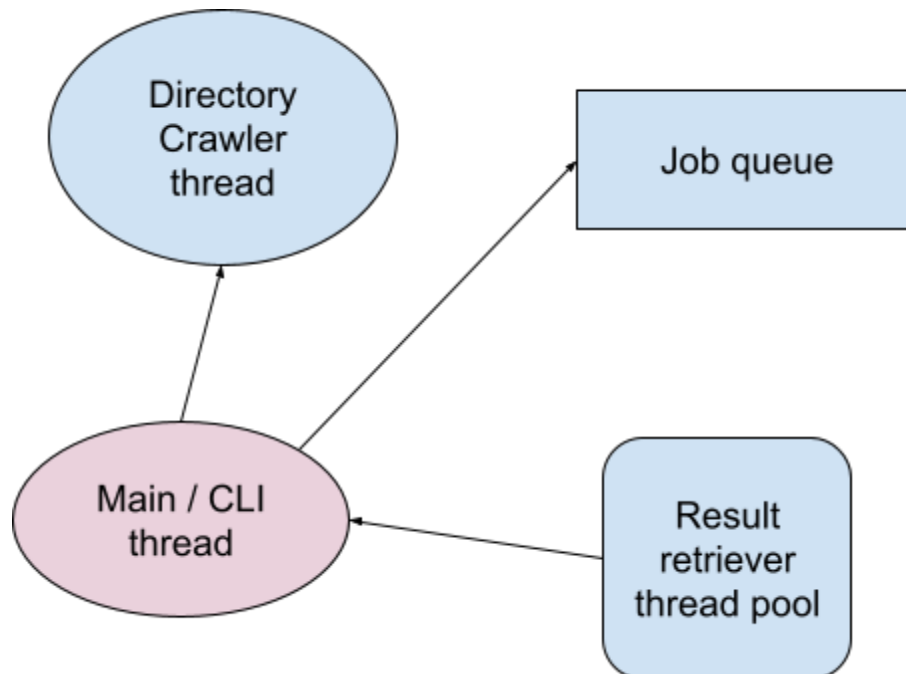 Directory
Crawler
thread
Job queue
Main / CLI
thread
Result
retriever
thread pool